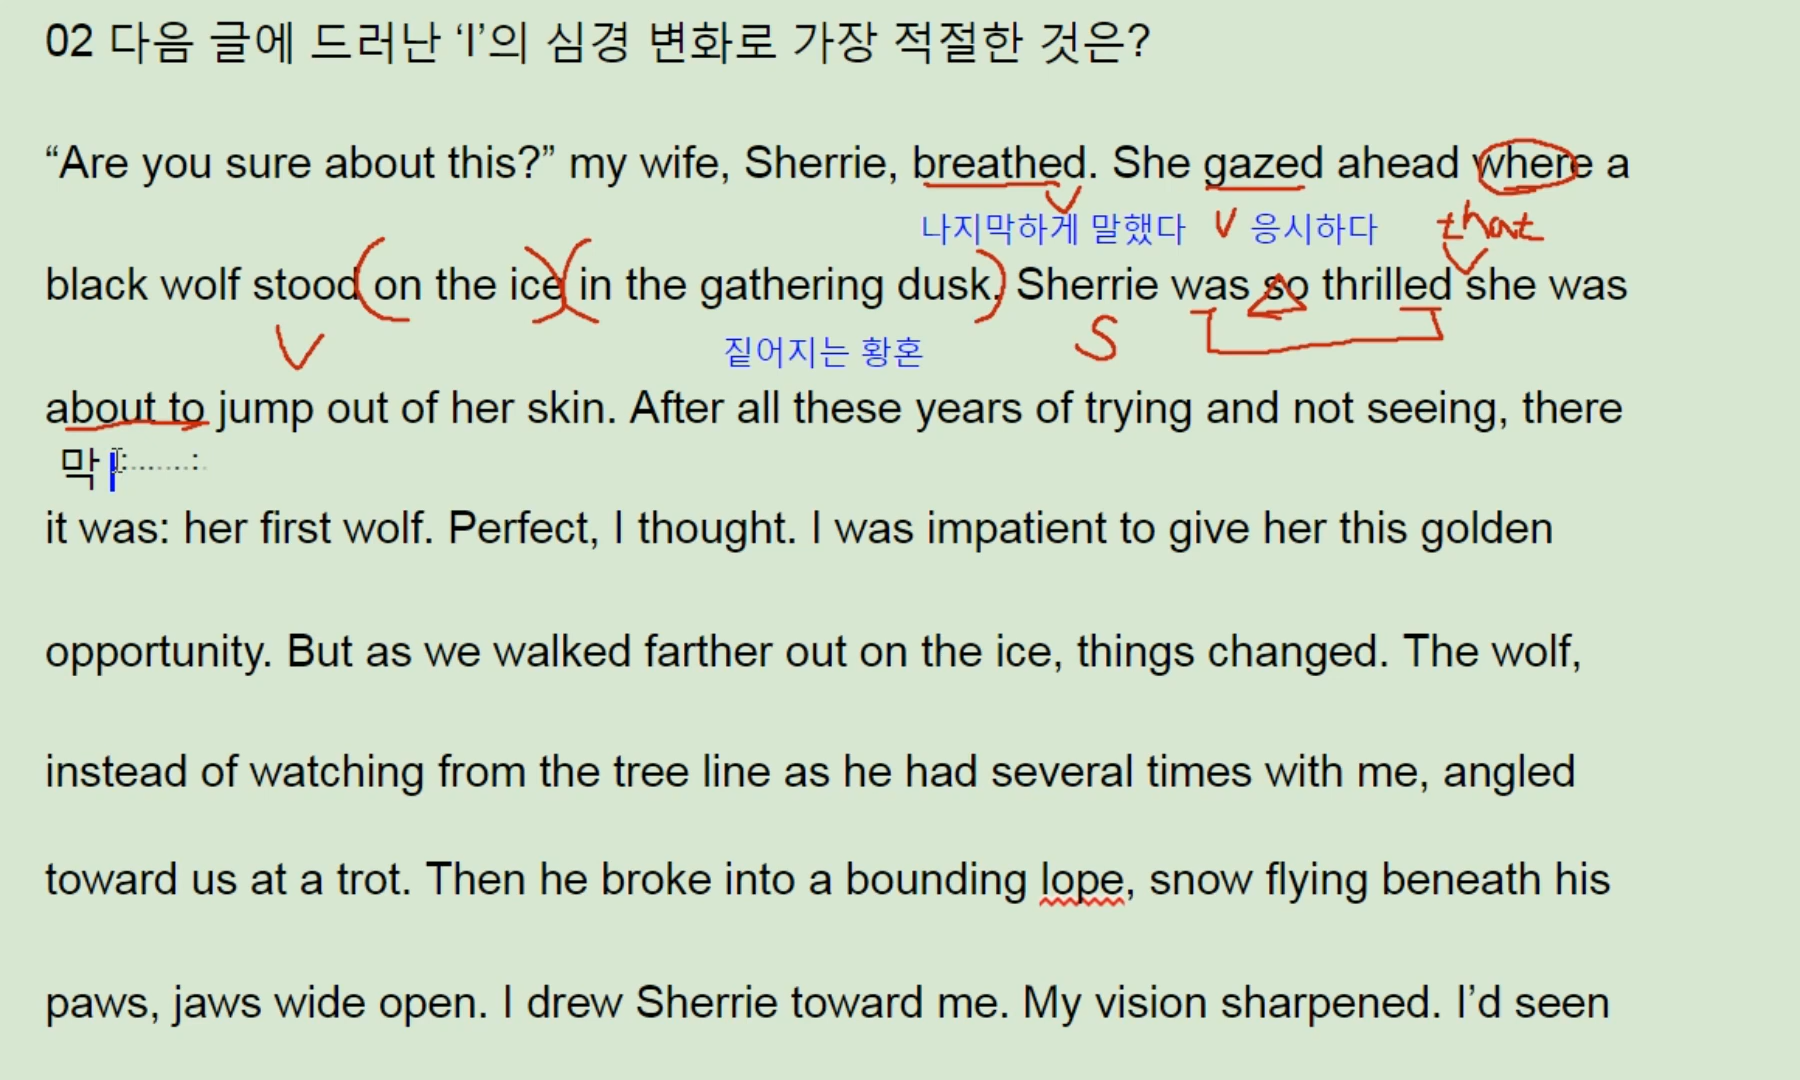 02 다음 글에 드러난 ‘I’의 심경 변화로 가장 적절한 것은?
“Are you sure about this?” my wife, Sherrie, breathed. She gazed ahead where a
나지막하게 말했다 V 응시하다 that
black wolf stood (on the ice) (in the gathering dusk.) Sherrie was so thrilled she was
V 짙어지는 황혼 S
about to jump out of her skin. After all these years of trying and not seeing, there
막
it was: her first wolf. Perfect, I thought. I was impatient to give her this golden
opportunity. But as we walked farther out on the ice, things changed. The wolf,
instead of watching from the tree line as he had several times with me, angled
toward us at a trot. Then he broke into a bounding lope, snow flying beneath his
paws, jaws wide open. I drew Sherrie toward me. My vision sharpened. I’d seen